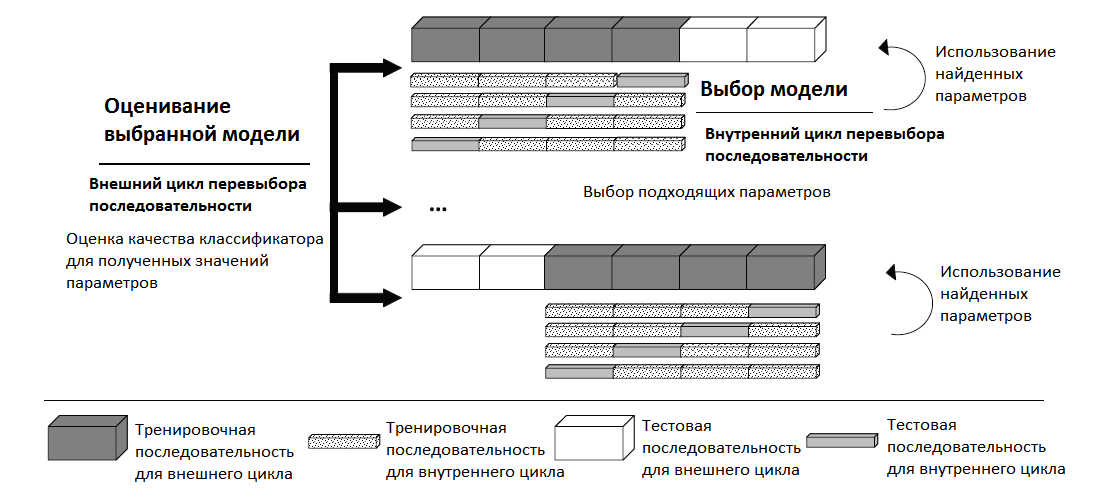 Оценивание
выбранной модели
Внешний цикл перевыбора
последовательности
Оценка качества классификатора
для полученных значений
параметров
Выбор модели
Внутренний цикл перевыбора
последовательности
Выбор подходящих параметров
Использование
найденных
параметров
...
Использование
найденных
параметров
Тренировочная
последовательность
для внешнего цикла
Тренировочная
последовательность
для внутреннего цикла
Тестовая
последовательность
для внешнего цикла
Тестовая
последовательность
для внутреннего цикла